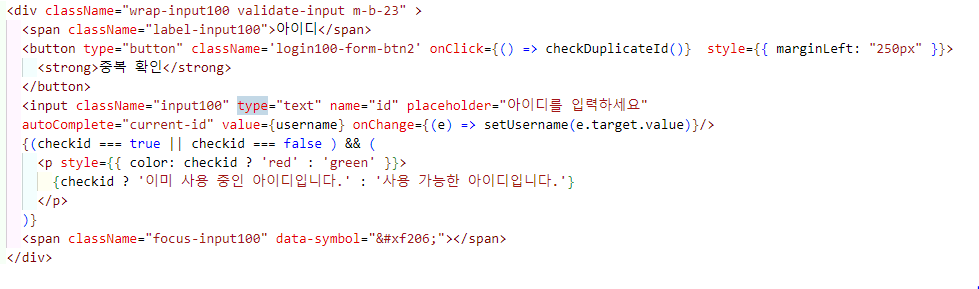 <div className="wrap-input100 validate-input m-b-23" >
<span className="label-input100">아이디</span>
<button type="button" className='login100-form-btn2' onClick={() => checkDuplicateId()}  style={{ marginLeft: "250px" }}>
<strong>중복 확인</strong>
</button>
<input className="input100" type="text" name="id" placeholder="아이디를 입력하세요"
autoComplete="current-id" value={username} onChange={(e) => setUsername(e.target.value)}/>
{(checkid === true || checkid === false ) && (
<p style={{ color: checkid ? 'red' : 'green' }}>
{checkid ? '이미 사용 중인 아이디입니다.' : '사용 가능한 아이디입니다.'}
</p>
)}
<span className="focus-input100" data-symbol="&#xf206;"></span>
</div>